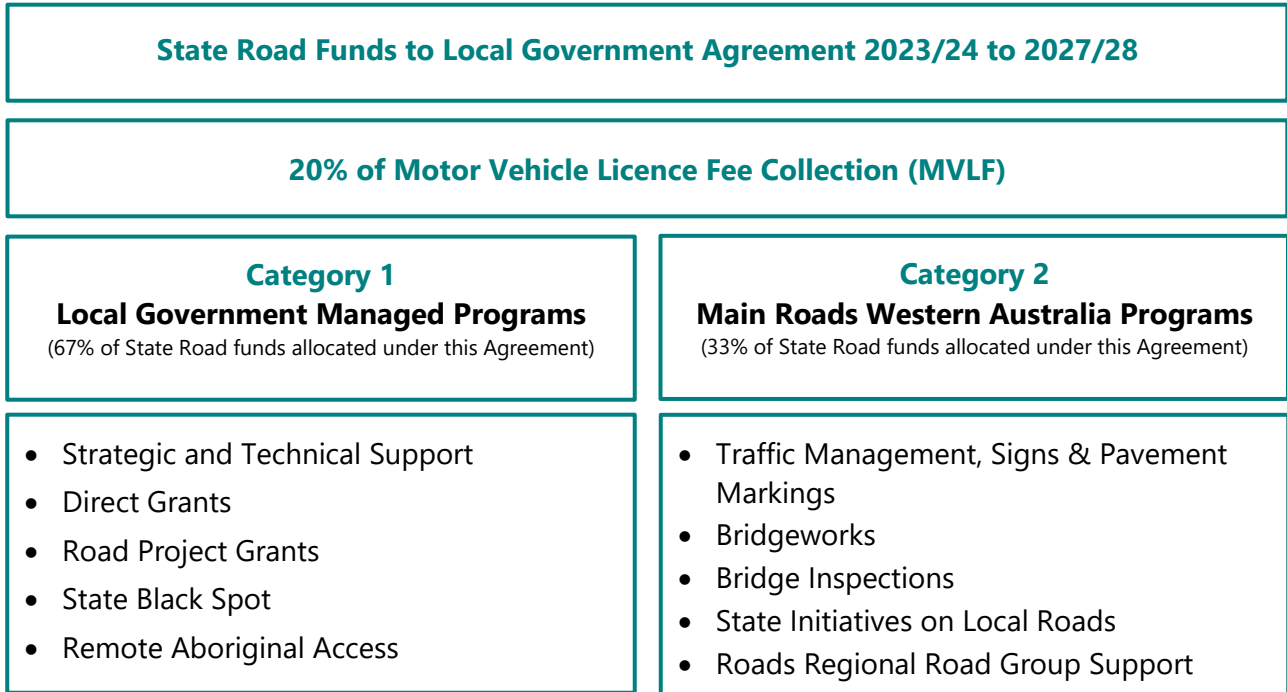 State Road Funds to Local Government Agreement 2023/24 to 2027/28
20% of Motor Vehicle Licence Fee Collection (MVLF)
Category 1
Local Government Managed Programs
(67% of State Road funds allocated under this Agreement)
Category 2
Main Roads Western Australia Programs
(33% of State Road funds allocated under this Agreement)
• Strategic and Technical Support
• Direct Grants
• Road Project Grants
• State Black Spot
• Remote Aboriginal Access
• Traffic Management, Signs & Pavement
Markings
• Bridgeworks
• Bridge Inspections
• State Initiatives on Local Roads
• Roads Regional Road Group Support